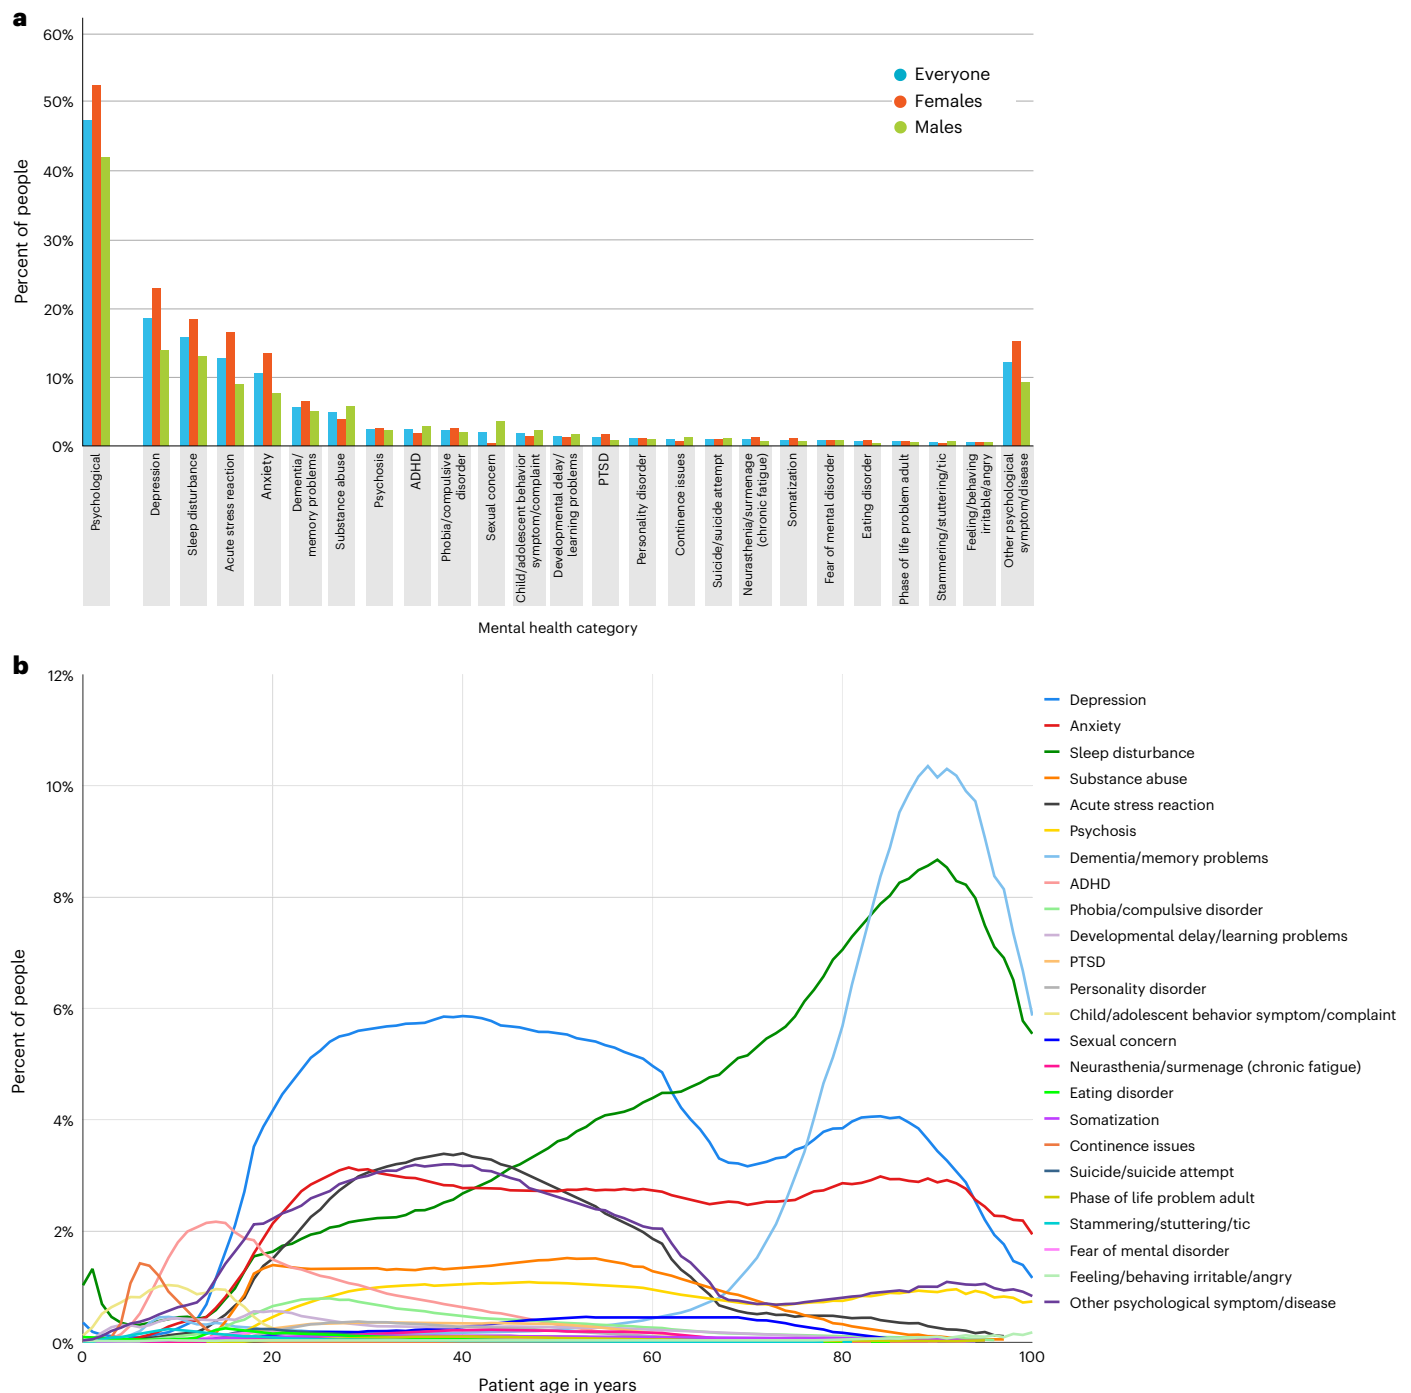 a
60%
50%
40%
30%
20%
10%
0%
Percent of people
Everyone
Females
Males
Psychological
Depression
Sleep disturbance
Acute stress reaction
Anxiety
Dementia/
memory problems
Substance abuse
Psychosis
ADHD
Phobia/compulsive
disorder
Sexual concern
Child/adolescent behavior
symptom/complaint
Developmental delay/
learning problems
PTSD
Personality disorder
Continence issues
Suicide/suicide attempt
Neurasthenia/surmenage
(chronic fatigue)
Somatization
Fear of mental disorder
Eating disorder
Phase of life problem adult
Stammering/stuttering/tic
Feeling/behaving
irritable/angry
Other psychological
symptom/disease
Mental health category
b
12%
10%
8%
6%
4%
2%
0%
Percent of people
0 20 40 60 80 100
Patient age in years
Depression
Anxiety
Sleep disturbance
Substance abuse
Acute stress reaction
Psychosis
Dementia/memory problems
ADHD
Phobia/compulsive disorder
Developmental delay/learning problems
PTSD
Personality disorder
Child/adolescent behavior symptom/complaint
Sexual concern
Neurasthenia/surmenage (chronic fatigue)
Eating disorder
Somatization
Continence issues
Suicide/suicide attempt
Phase of life problem adult
Stammering/stuttering/tic
Fear of mental disorder
Feeling/behaving irritable/angry
Other psychological symptom/disease